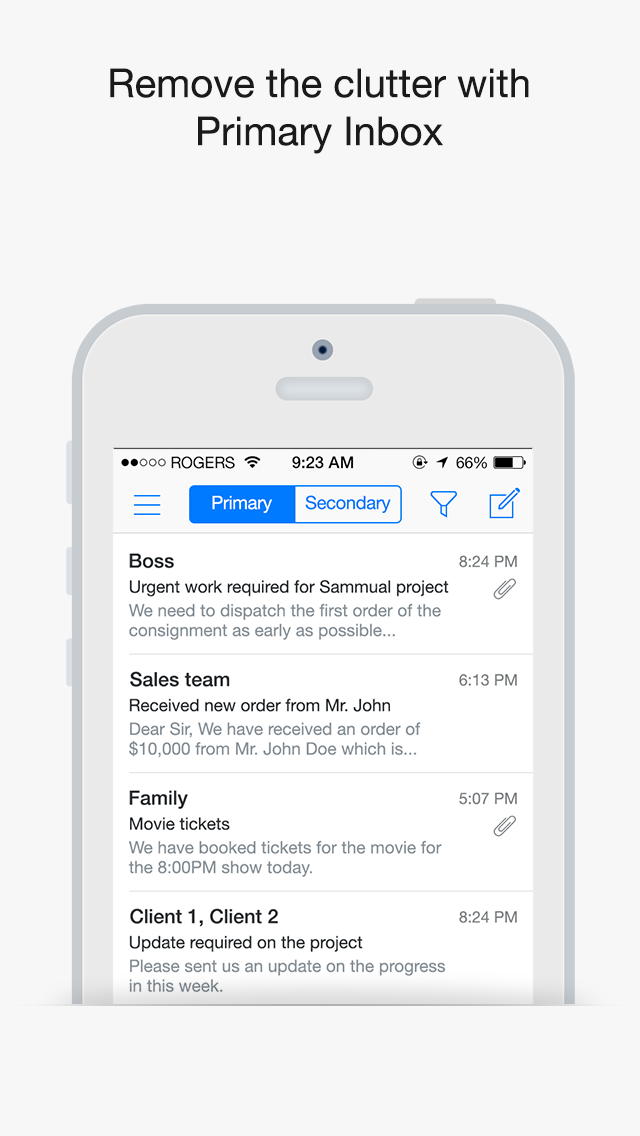 Remove the clutter with
Primary Inbox
ROGERS 9:23 AM 66%
Primary Secondary
Boss 8:24 PM
Urgent work required for Sammual project
We need to dispatch the first order of the
consignment as early as possible...
Sales team 6:13 PM
Received new order from Mr. John
Dear Sir, We have received an order of
$10,000 from Mr. John Doe which is...
Family 5:07 PM
Movie tickets
We have booked tickets for the movie for
the 8:00PM show today.
Client 1, Client 2 8:24 PM
Update required on the project
Please sent us an update on the progress
in this week.